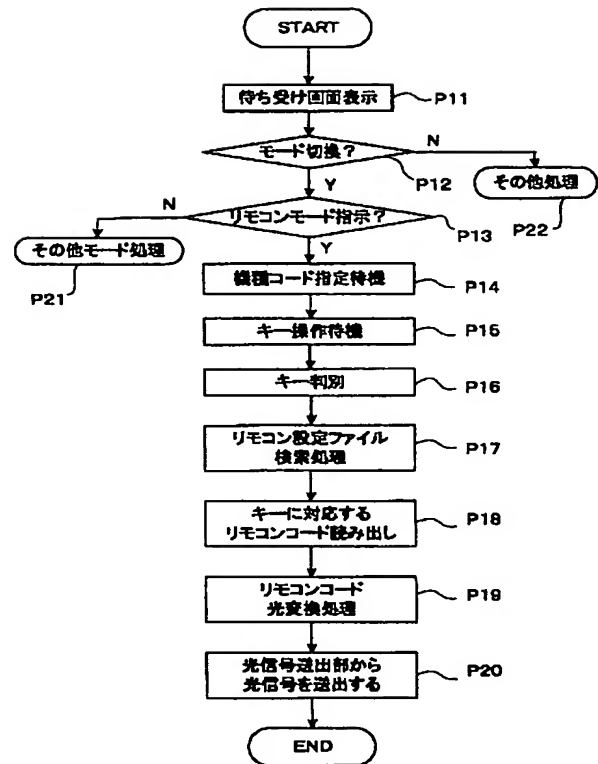 START
待ち受け画面表示
P11
モード切換?
N
P12
Y
その他処理
P22
N
リモコンモード指示?
P13
その他モード処理
Y
P21
機種コード指定待機
P14
キー操作待機
P15
キー判別
P16
リモコン設定ファイル
検索処理
P17
キーに対応する
リモコンコード読み出し
P18
リモコンコード
光変換処理
P19
光信号送出部から
光信号を送出する
P20
END